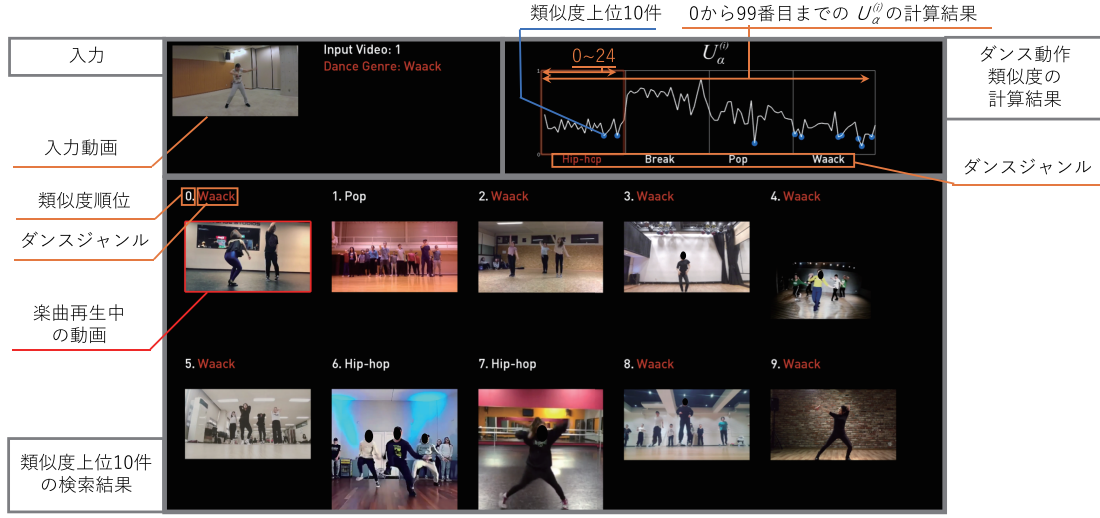 類似度上位10件
0から99番目までの Uα(i)の計算結果
入力
Input Video: 1
Dance Genre: Waack
0~24
Uα(i)
1
0
Hip-hop
Break
Pop
Waack
ダンス動作
類似度の
計算結果
入力動画
ダンスジャンル
類似度順位
ダンスジャンル
0. Waack
1. Pop
2. Waack
3. Waack
4. Waack
楽曲再生中
の動画
5. Waack
6. Hip-hop
7. Hip-hop
8. Waack
9. Waack
類似度上位10件
の検索結果